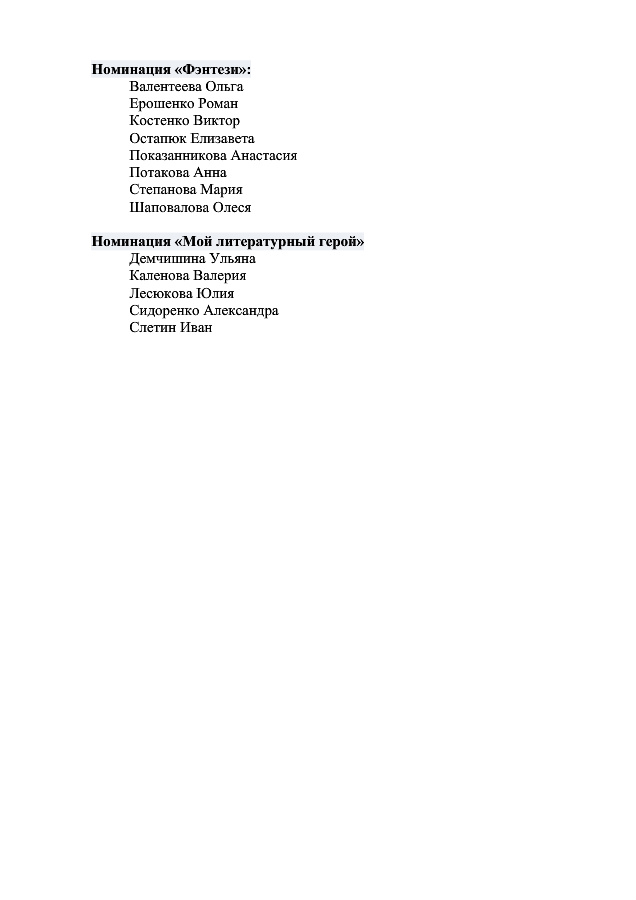 Номинация «Фэнтези»:
Валентеева Ольга
Ерошенко Роман
Костенко Виктор
Остапюк Елизавета
Показанникова Анастасия
Потакова Анна
Степанова Мария
Шаповалова Олеся
Номинация «Мой литературный герой»
Демчишина Ульяна
Каленова Валерия
Лесюкова Юлия
Сидоренко Александра
Слетин Иван